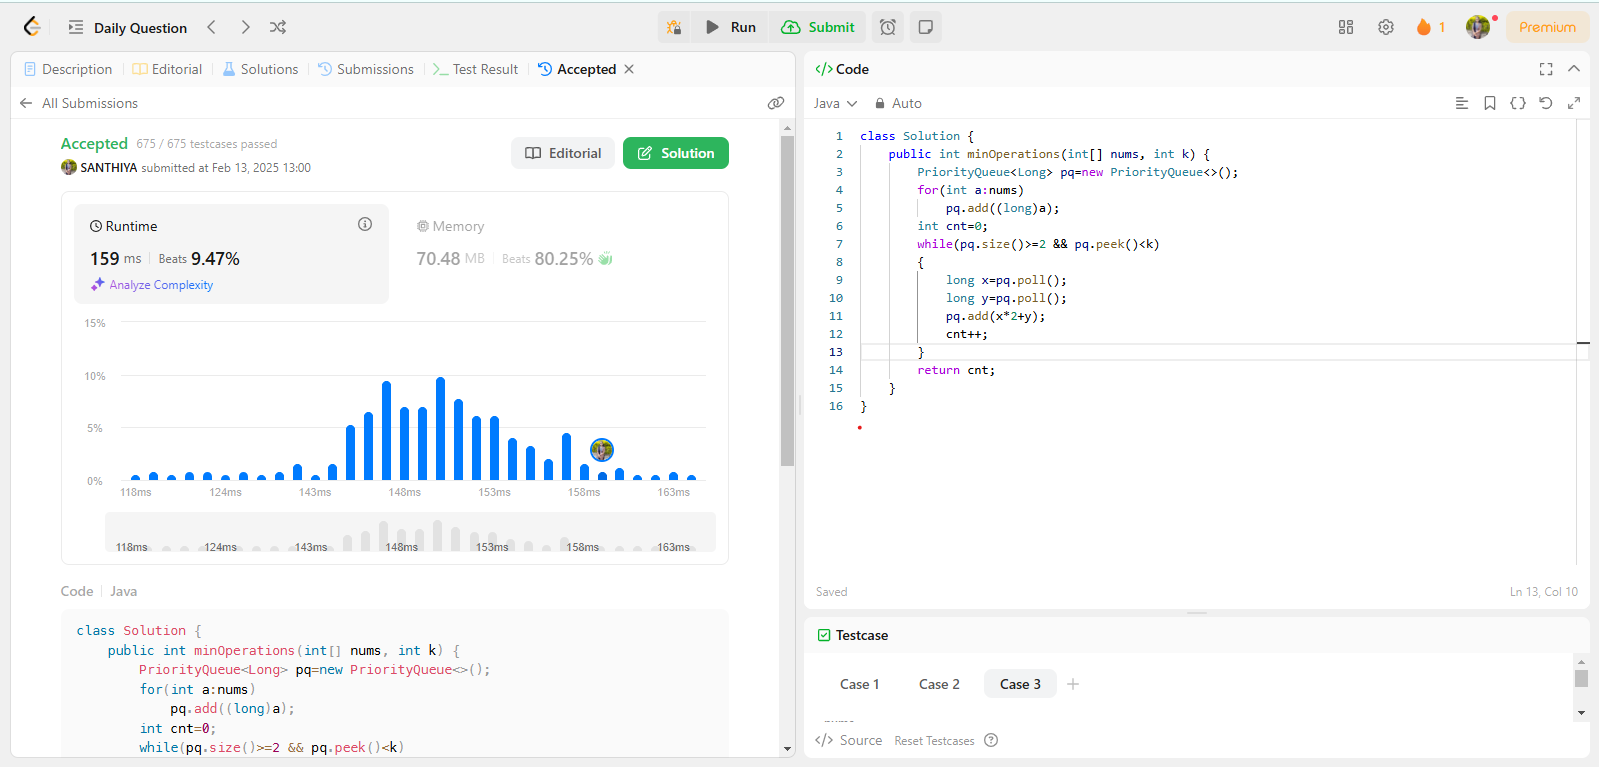 Daily Question
Run
Submit
1
Premium
Description
Editorial
Solutions
Submissions
Test Result
Accepted
All Submissions
Accepted 675 / 675 testcases passed
SANTHIYA submitted at Feb 13, 2025 13:00
Editorial
Solution
Runtime
159 ms Beats 9.47%
Analyze Complexity
Memory
70.48 MB Beats 80.25%
15%
10%
5%
0%
118ms 124ms 143ms 148ms 153ms 158ms 163ms
118ms 124ms 143ms 148ms 153ms 158ms 163ms
Code Java
class Solution {
public int minOperations(int[] nums, int k) {
PriorityQueue<Long> pq=new PriorityQueue<>();
for(int a:nums)
pq.add((long)a);
int cnt=0;
while(pq.size()>=2 && pq.peek()<k)
</> Code
Java Auto
1 class Solution {
2 public int minOperations(int[] nums, int k) {
3 PriorityQueue<Long> pq=new PriorityQueue<>();
4 for(int a:nums)
5 pq.add((long)a);
6 int cnt=0;
7 while(pq.size()>=2 && pq.peek()<k)
8 {
9 long x=pq.poll();
10 long y=pq.poll();
11 pq.add(x*2+y);
12 cnt++;
13 }
14 return cnt;
15 }
16 }
Saved
Ln 13, Col 10
Testcase
Case 1 Case 2 Case 3
</> Source Reset Testcases